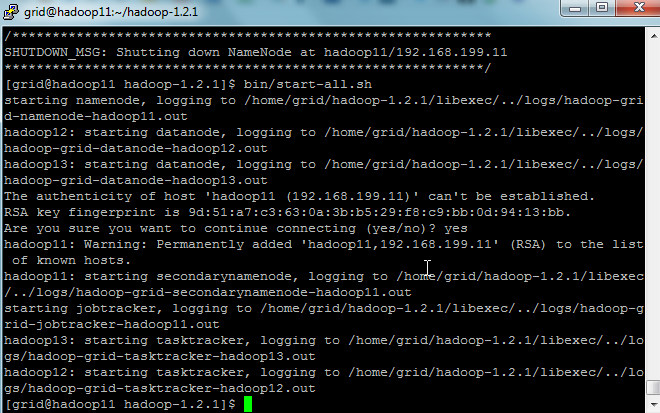 grid@hadoop11:~/hadoop-1.2.1
/************************************************************
SHUTDOWN_MSG: Shutting down NameNode at hadoop11/192.168.199.11
************************************************************/
[grid@hadoop11 hadoop-1.2.1]$ bin/start-all.sh
starting namenode, logging to /home/grid/hadoop-1.2.1/libexec/../logs/hadoop-gri
d-namenode-hadoop11.out
hadoop12: starting datanode, logging to /home/grid/hadoop-1.2.1/libexec/../logs/
hadoop-grid-datanode-hadoop12.out
hadoop13: starting datanode, logging to /home/grid/hadoop-1.2.1/libexec/../logs/
hadoop-grid-datanode-hadoop13.out
The authenticity of host 'hadoop11 (192.168.199.11)' can't be established.
RSA key fingerprint is 9d:51:a7:c3:63:0a:3b:b5:29:f8:c9:bb:0d:94:13:bb.
Are you sure you want to continue connecting (yes/no)? yes
hadoop11: Warning: Permanently added 'hadoop11,192.168.199.11' (RSA) to the list
 of known hosts.
hadoop11: starting secondarynamenode, logging to /home/grid/hadoop-1.2.1/libexec
/../logs/hadoop-grid-secondarynamenode-hadoop11.out
starting jobtracker, logging to /home/grid/hadoop-1.2.1/libexec/../logs/hadoop-g
rid-jobtracker-hadoop11.out
hadoop13: starting tasktracker, logging to /home/grid/hadoop-1.2.1/libexec/../lo
gs/hadoop-grid-tasktracker-hadoop13.out
hadoop12: starting tasktracker, logging to /home/grid/hadoop-1.2.1/libexec/../lo
gs/hadoop-grid-tasktracker-hadoop12.out
[grid@hadoop11 hadoop-1.2.1]$